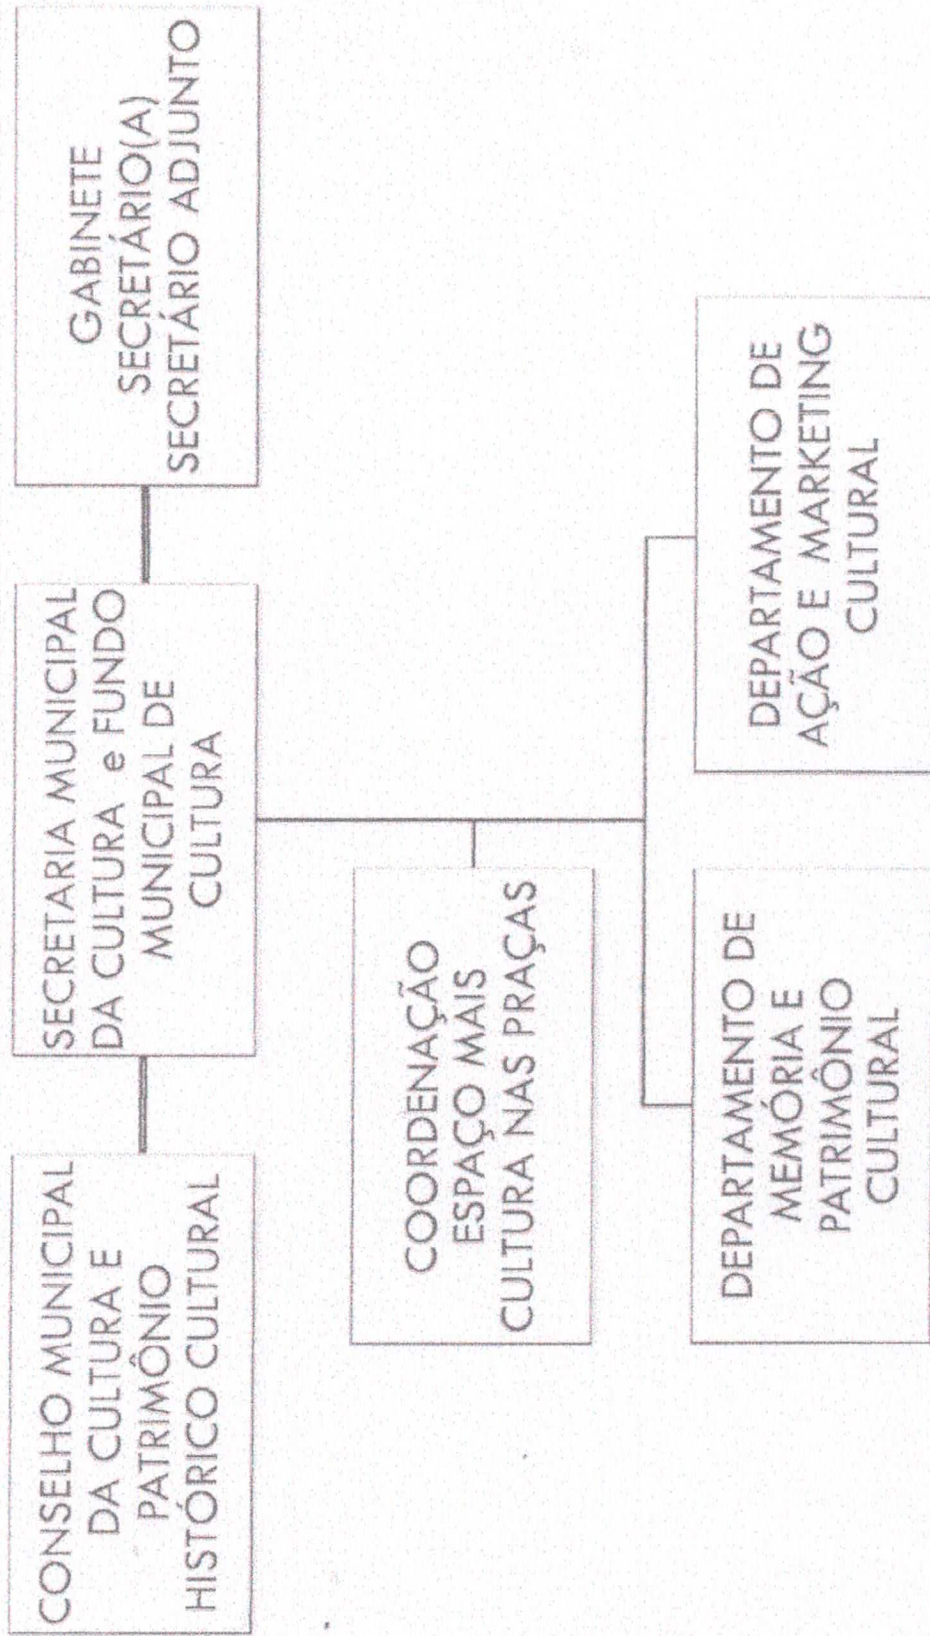 CONSELHO MUNICIPAL
DA CULTURA E
PATRIMÔNIO
HISTÓRICO CULTURAL
SECRETARIA MUNICIPAL
DA CULTURA e FUNDO
MUNICIPAL DE
CULTURA
GABINETE
SECRETÁRIO(A)
SECRETÁRIO ADJUNTO
COORDENAÇÃO
ESPAÇO MAIS
CULTURA NAS PRAÇAS
DEPARTAMENTO DE
MEMÓRIA E
PATRIMÔNIO
CULTURAL
DEPARTAMENTO DE
AÇÃO E MARKETING
CULTURAL